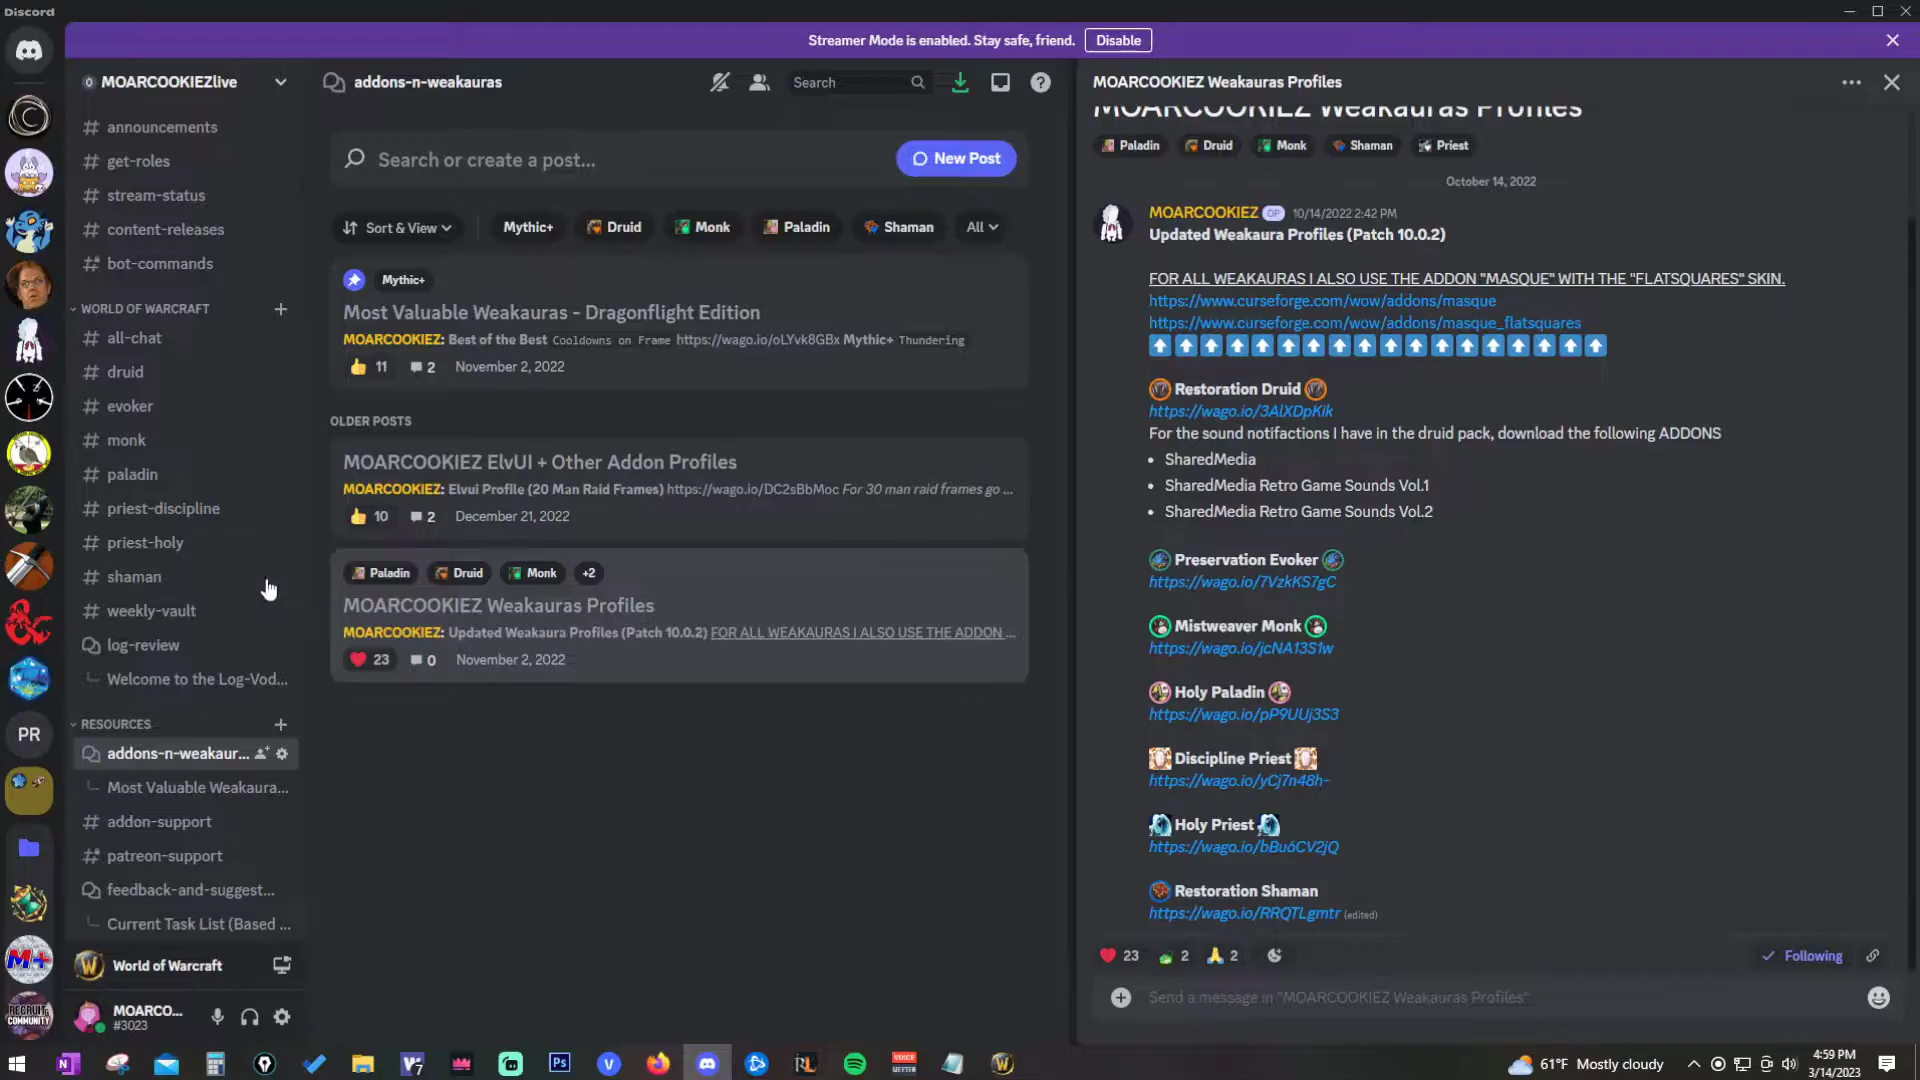 Discord
Streamer Mode is enabled. Stay safe, friend.
Disable
MOARCOOKIEZlive
announcements
get-roles
stream-status
content-releases
bot-commands
WORLD OF WARCRAFT
all-chat
druid
evoker
monk
paladin
priest-discipline
priest-holy
shaman
weekly-vault
log-review
Welcome to the Log-Vod...
RESOURCES
addons-n-weakaur...
Most Valuable Weakaura...
addon-support
patreon-support
feedback-and-suggest...
Current Task List (Based ...
World of Warcraft
MOARCO...
#3023
PR
M+
RECRUIT
COMMUNITY
addons-n-weakauras
Search
Search or create a post...
New Post
Sort & View
Mythic+
Druid
Monk
Paladin
Shaman
All
Mythic+
Most Valuable Weakauras - Dragonflight Edition
MOARCOOKIEZ: Best of the Best Cooldowns on Frame https://wago.io/oLYvk8GBx Mythic+ Thundering
11 2 November 2, 2022
OLDER POSTS
MOARCOOKIEZ ElvUI + Other Addon Profiles
MOARCOOKIEZ: Elvui Profile (20 Man Raid Frames) https://wago.io/DC2sBbMoc For 30 man raid frames go ...
10 2 December 21, 2022
Paladin Druid Monk +2
MOARCOOKIEZ Weakauras Profiles
MOARCOOKIEZ: Updated Weakaura Profiles (Patch 10.0.2) FOR ALL WEAKAURAS I ALSO USE THE ADDON ...
23 0 November 2, 2022
MOARCOOKIEZ Weakauras Profiles
MOARCOOKIEZ Weakauras Profiles
Paladin Druid Monk Shaman Priest
October 14, 2022
MOARCOOKIEZ OP 10/14/2022 2:42 PM
Updated Weakaura Profiles (Patch 10.0.2)
FOR ALL WEAKAURAS I ALSO USE THE ADDON "MASQUE" WITH THE "FLATSQUARES" SKIN.
https://www.curseforge.com/wow/addons/masque
https://www.curseforge.com/wow/addons/masque_flatsquares
Restoration Druid
https://wago.io/3AlXDpKik
For the sound notifactions I have in the druid pack, download the following ADDONS
• SharedMedia
• SharedMedia Retro Game Sounds Vol.1
• SharedMedia Retro Game Sounds Vol.2
Preservation Evoker
https://wago.io/7VzkKS7gC
Mistweaver Monk
https://wago.io/jcNA13S1w
Holy Paladin
https://wago.io/pP9UUj3S3
Discipline Priest
https://wago.io/yCj7n48h-
Holy Priest
https://wago.io/bBu6CV2jQ
Restoration Shaman
https://wago.io/RRQTLgmtr (edited)
23 2 2
Following
Send a message in "MOARCOOKIEZ Weakauras Profiles"
61°F Mostly cloudy
4:59 PM
3/14/2023